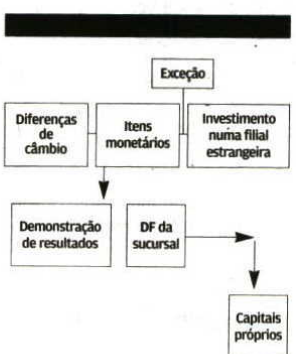 Exceção
Diferenças
de
câmbio
Itens
monetários
Investimento
numa filial
estrangeira
Demonstração
de resultados
DF da
sucursal
Capitais
próprios